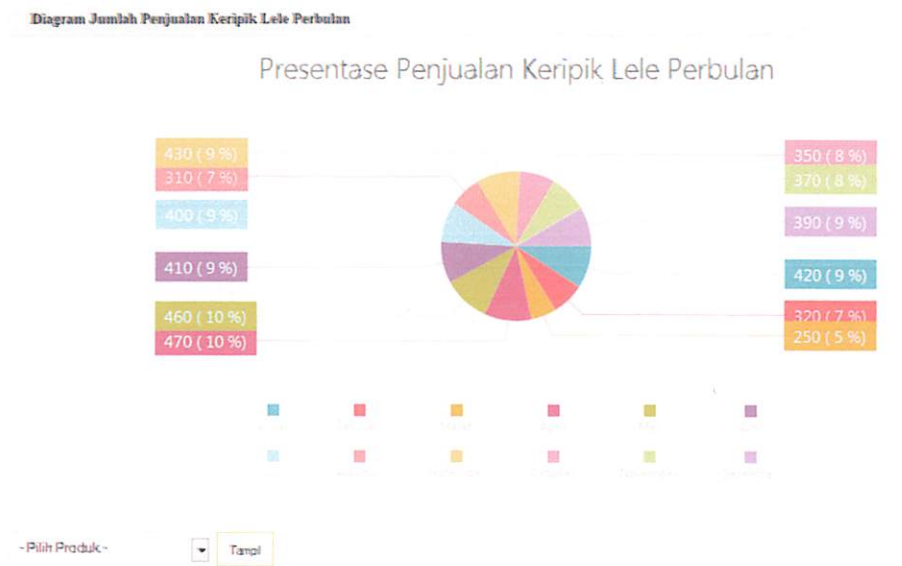 Diagram Jumlah Penjualan Keripik Lele Perbulan
Presentase Penjualan Keripik Lele Perbulan
430 ( 9 %)
310 ( 7 %)
400 ( 9 %)
410 ( 9 %)
460 ( 10 %)
470 ( 10 %)
350 ( 8 %)
370 ( 8 %)
390 ( 9 %)
420 ( 9 %)
320 ( 7 %)
250 ( 5 %)
- Pilih Produk -
Tampil